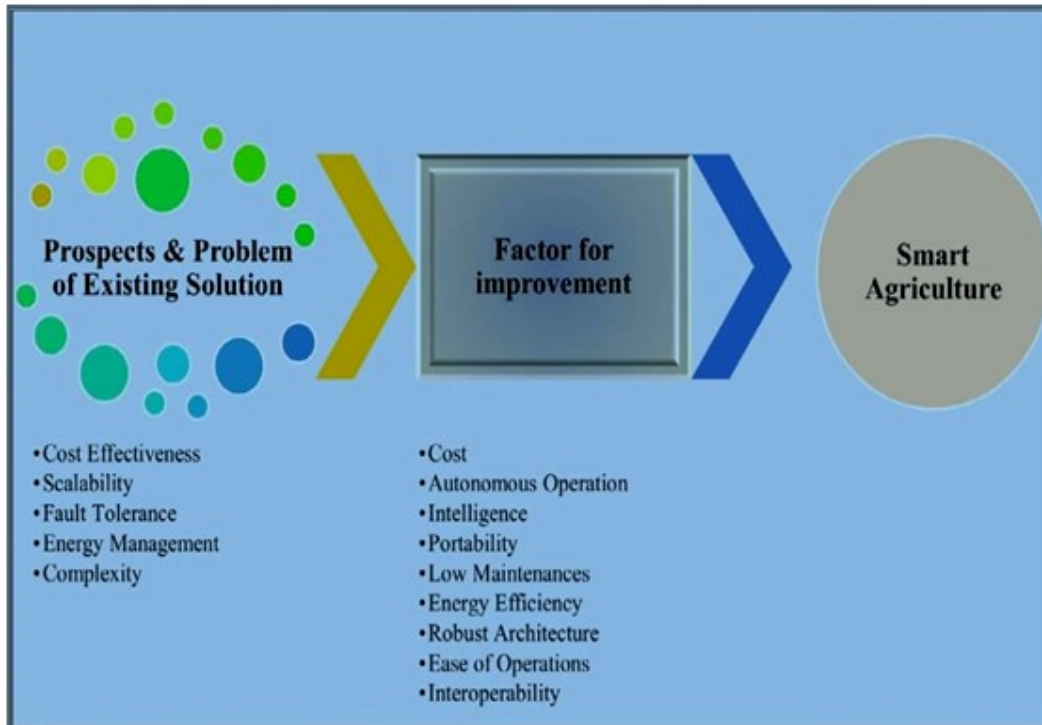 Prospects & Problem
of Existing Solution
•Cost Effectiveness
•Scalability
•Fault Tolerance
•Energy Management
•Complexity
Factor for
improvement
•Cost
•Autonomous Operation
•Intelligence
•Portability
•Low Maintenances
•Energy Efficiency
•Robust Architecture
•Ease of Operations
•Interoperability
Smart
Agriculture